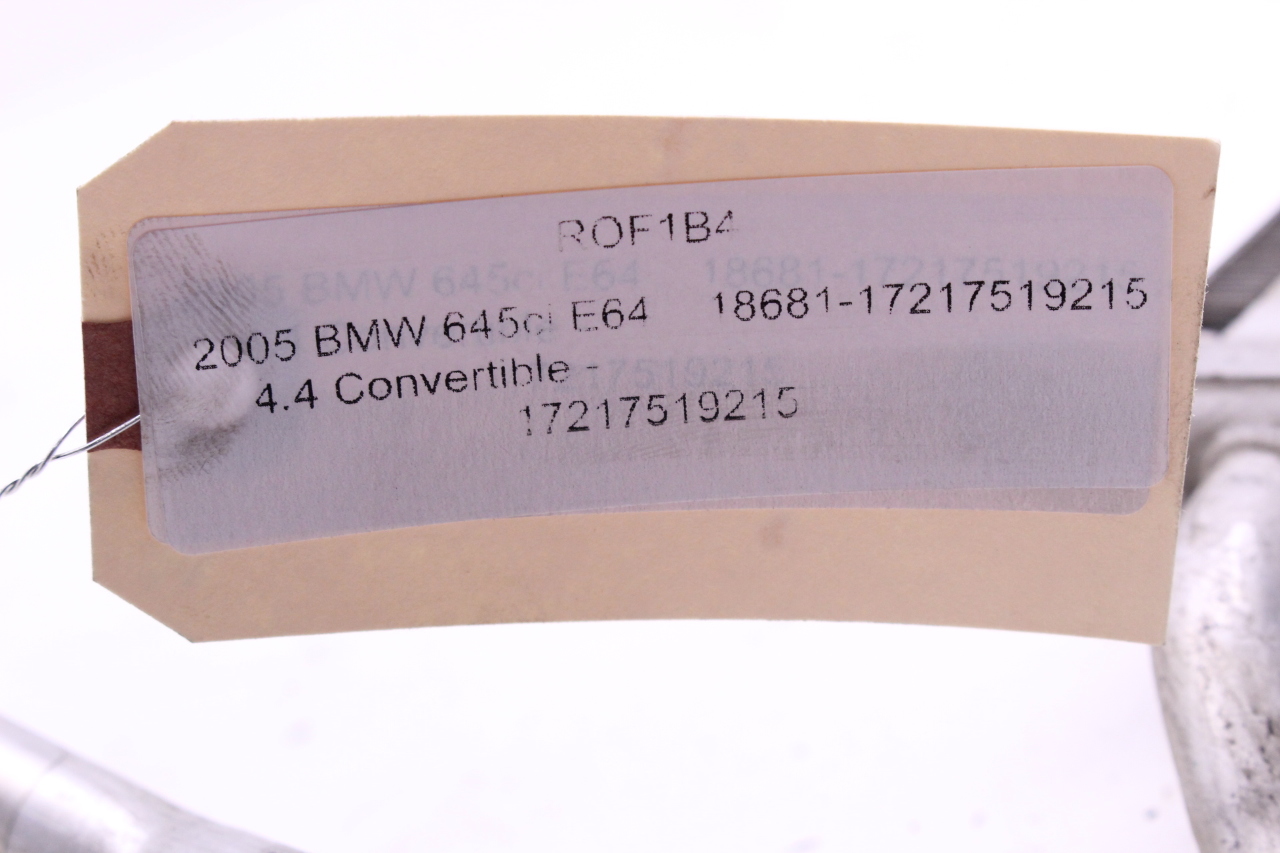 ROF1B4
2005 BMW 645ci E64 18681-17217519215
4.4 Convertible -
17217519215